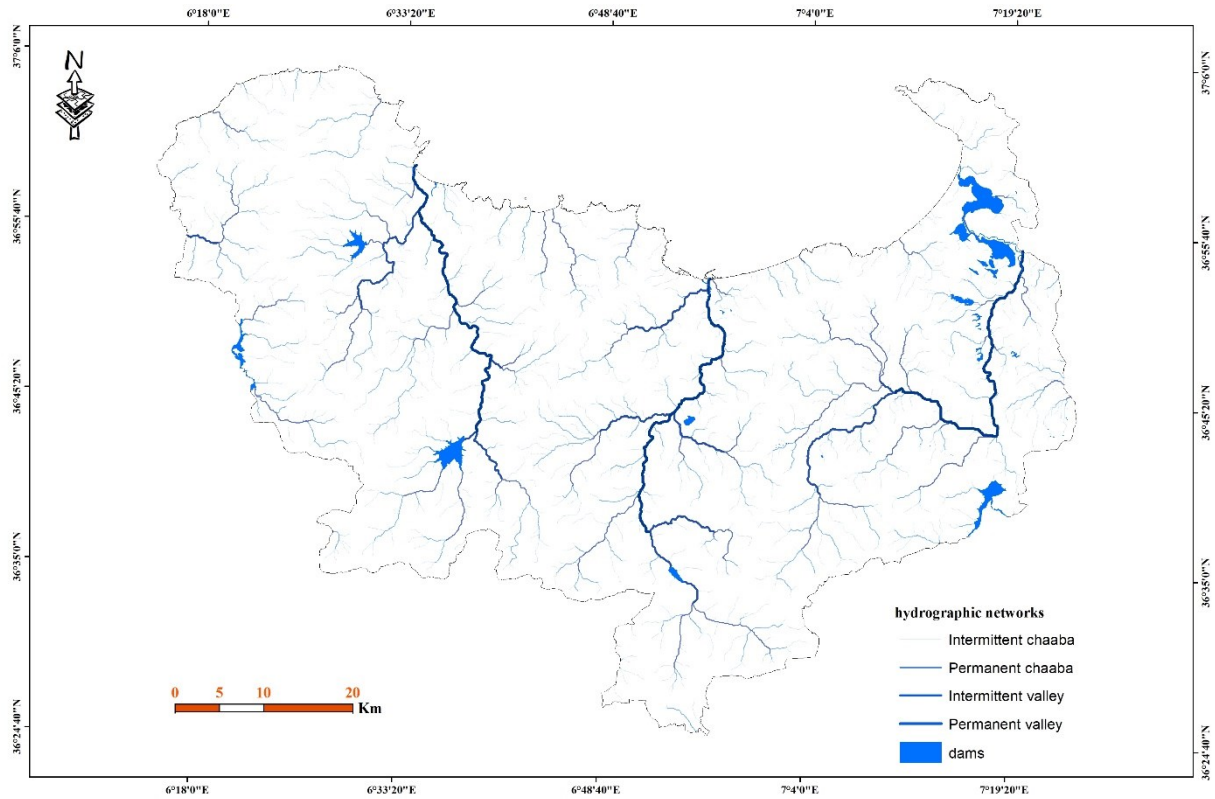 6°18'0"E 6°33'20"E 6°48'40"E 7°4'0"E 7°19'20"E
37°6'0"N
37°6'0"N
N
36°55'40"N
36°55'40"N
36°45'20"N
36°45'20"N
36°35'0"N
36°35'0"N
hydrographic networks
Intermittent chaaba
Permanent chaaba
Intermittent valley
Permanent valley
dams
0 5 10 20
Km
36°24'40"N
36°24'40"N
6°18'0"E 6°33'20"E 6°48'40"E 7°4'0"E 7°19'20"E